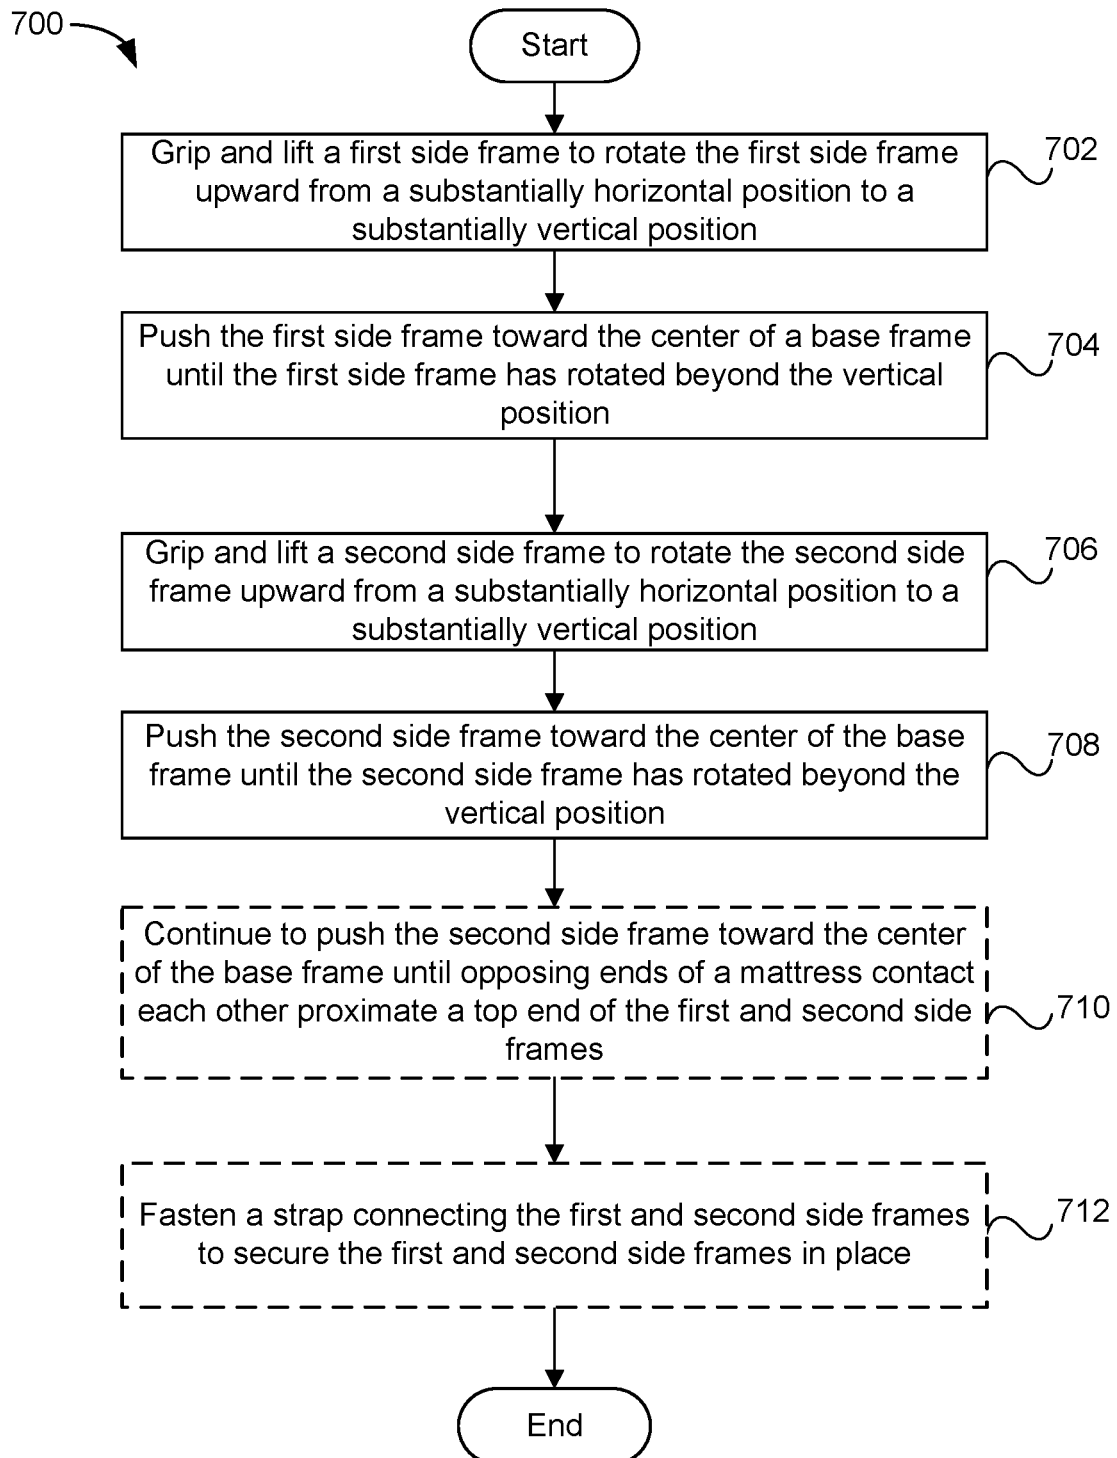 700
Start
Grip and lift a first side frame to rotate the first side frame
upward from a substantially horizontal position to a
substantially vertical position
702
Push the first side frame toward the center of a base frame
until the first side frame has rotated beyond the vertical
position
704
Grip and lift a second side frame to rotate the second side
frame upward from a substantially horizontal position to a
substantially vertical position
706
Push the second side frame toward the center of the base
frame until the second side frame has rotated beyond the
vertical position
708
Continue to push the second side frame toward the center
of the base frame until opposing ends of a mattress contact
each other proximate a top end of the first and second side
frames
710
Fasten a strap connecting the first and second side frames
to secure the first and second side frames in place
712
End